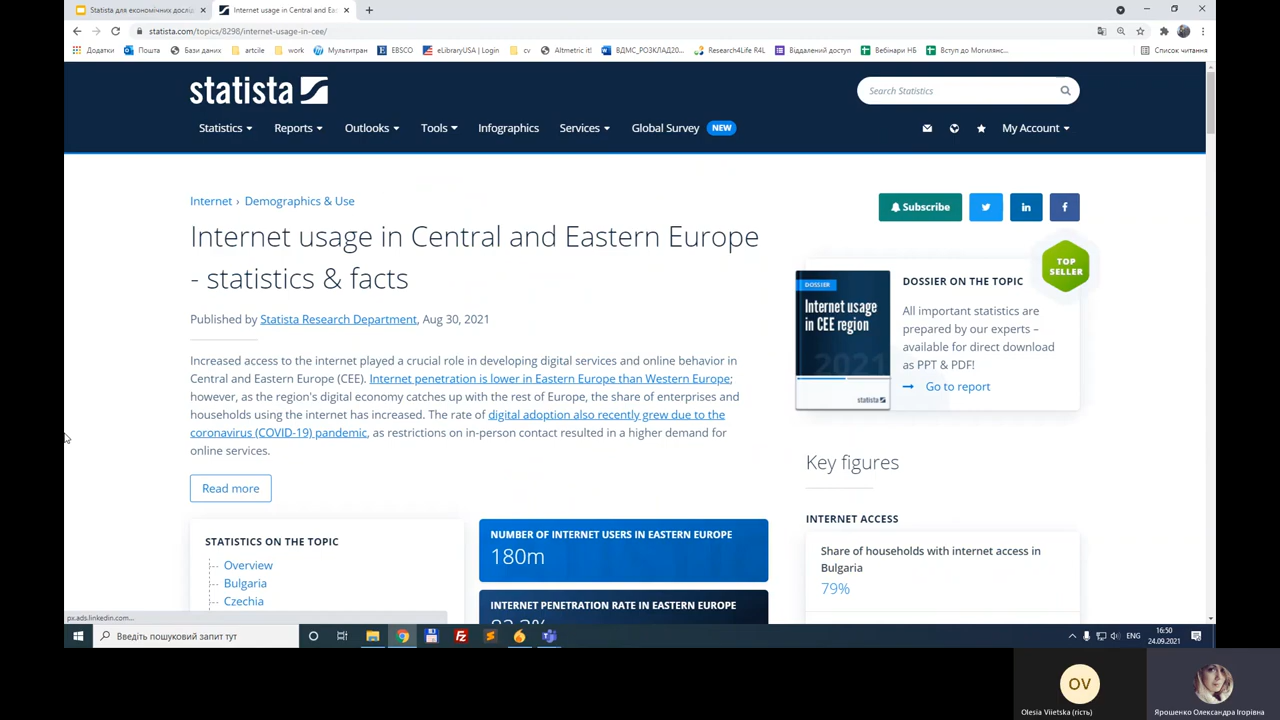 Statista для економічних дослід
Internet usage in Central and Eas
statista.com/topics/8298/internet-usage-in-cee/
Додатки Пошта Бази даних artcile work Мультитран EBSCO eLibraryUSA | Login cv Altmetric it! ВДМС_РОЗКЛАД20... Research4Life R4L Віддалений доступ Вебінари НБ Вступ до Могилянс... Список читання
statista
Search Statistics
Statistics Reports Outlooks Tools Infographics Services Global Survey NEW My Account
Internet › Demographics & Use
Subscribe
Internet usage in Central and Eastern Europe
- statistics & facts
Published by Statista Research Department, Aug 30, 2021
Increased access to the internet played a crucial role in developing digital services and online behavior in
Central and Eastern Europe (CEE). Internet penetration is lower in Eastern Europe than Western Europe;
however, as the region's digital economy catches up with the rest of Europe, the share of enterprises and
households using the internet has increased. The rate of digital adoption also recently grew due to the
coronavirus (COVID-19) pandemic, as restrictions on in-person contact resulted in a higher demand for
online services.
Read more
TOP
SELLER
DOSSIER
Internet usage
in CEE region
2021
statista
DOSSIER ON THE TOPIC
All important statistics are
prepared by our experts –
available for direct download
as PPT & PDF!
Go to report
Key figures
INTERNET ACCESS
Share of households with internet access in
Bulgaria
79%
STATISTICS ON THE TOPIC
Overview
Bulgaria
Czechia
NUMBER OF INTERNET USERS IN EASTERN EUROPE
180m
INTERNET PENETRATION RATE IN EASTERN EUROPE
px.ads.linkedin.com...
Введіть пошуковий запит тут
ENG
16:50
24.09.2021
OV
Olesia Viietska (гість)
Ярошенко Олександра Ігорівна